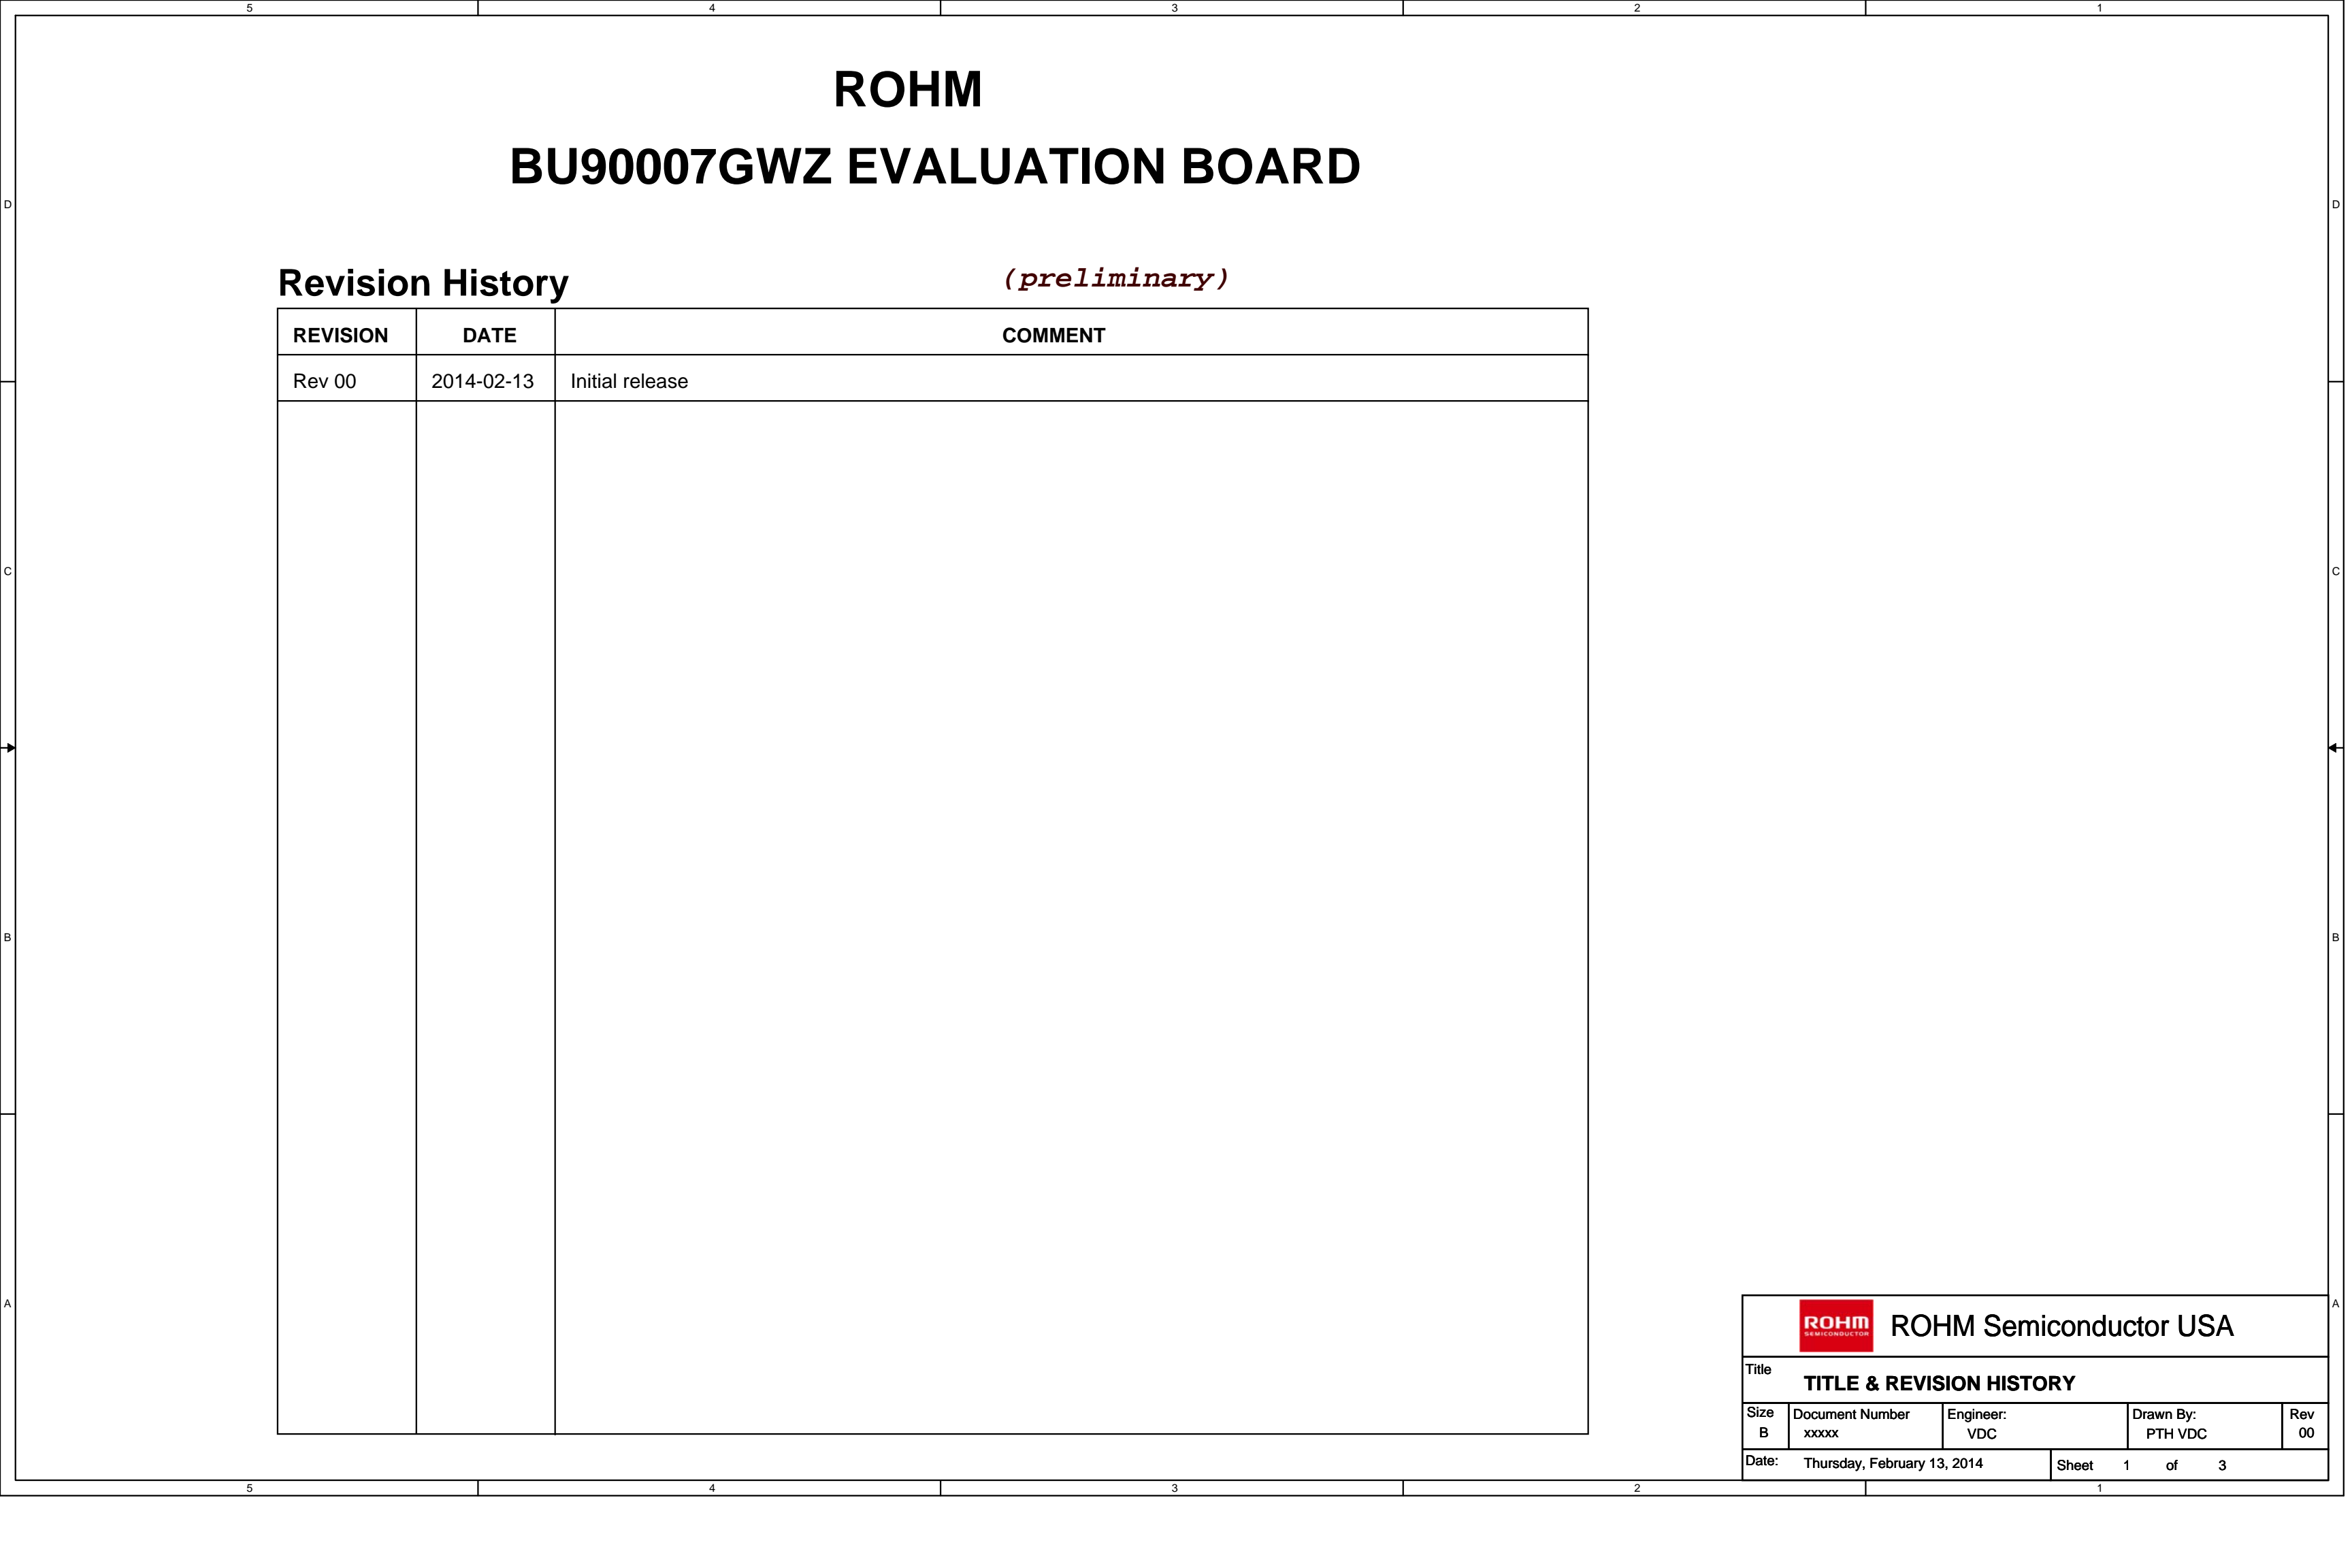 5 4 3 2 1
ROHM
BU90007GWZ EVALUATION BOARD
D D
Revision History (preliminary)
REVISION DATE COMMENT
Rev 00 2014-02-13 Initial release
C C
B B
A A
ROHM SEMICONDUCTOR
ROHM Semiconductor USA
Title
TITLE & REVISION HISTORY
Size Document Number Engineer: Drawn By: Rev
B xxxxx VDC PTH VDC 00
Date: Thursday, February 13, 2014 Sheet 1 of 3
5 4 3 2 1